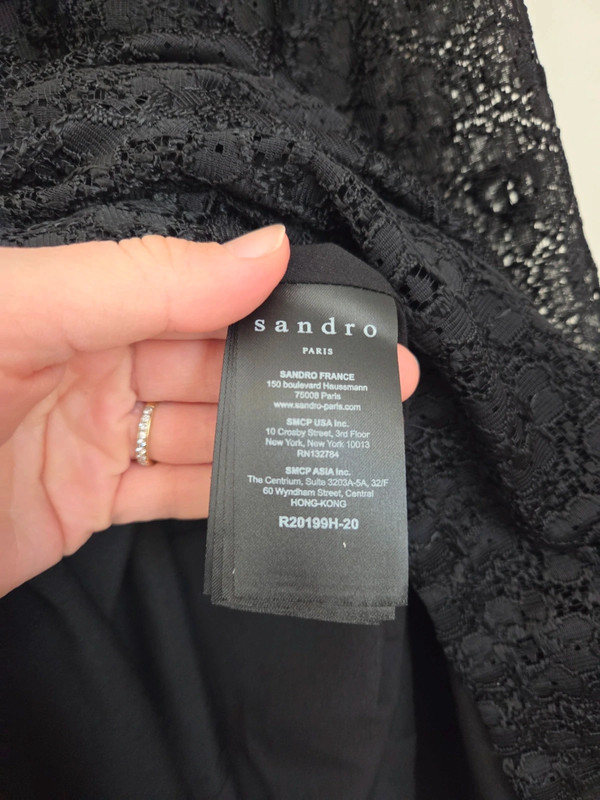 sandro
PARIS
SANDRO FRANCE
150 boulevard Haussmann
75008 Paris
www.sandro-paris.com
SMCP USA Inc.
10 Crosby Street, 3rd Floor
New York, New York 10013
RN132764
SMCP ASIA Inc.
The Centrium, Suite 3203A-5A, 32/F
60 Wyndham Street, Central
HONG-KONG
R20199H-20